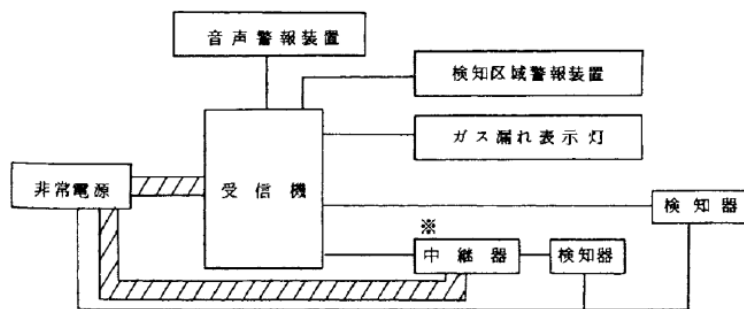 音声警報装置
検知区域警報装置
ガス漏れ表示灯
非常電源
受信機
検知器
※
中継器
検知器